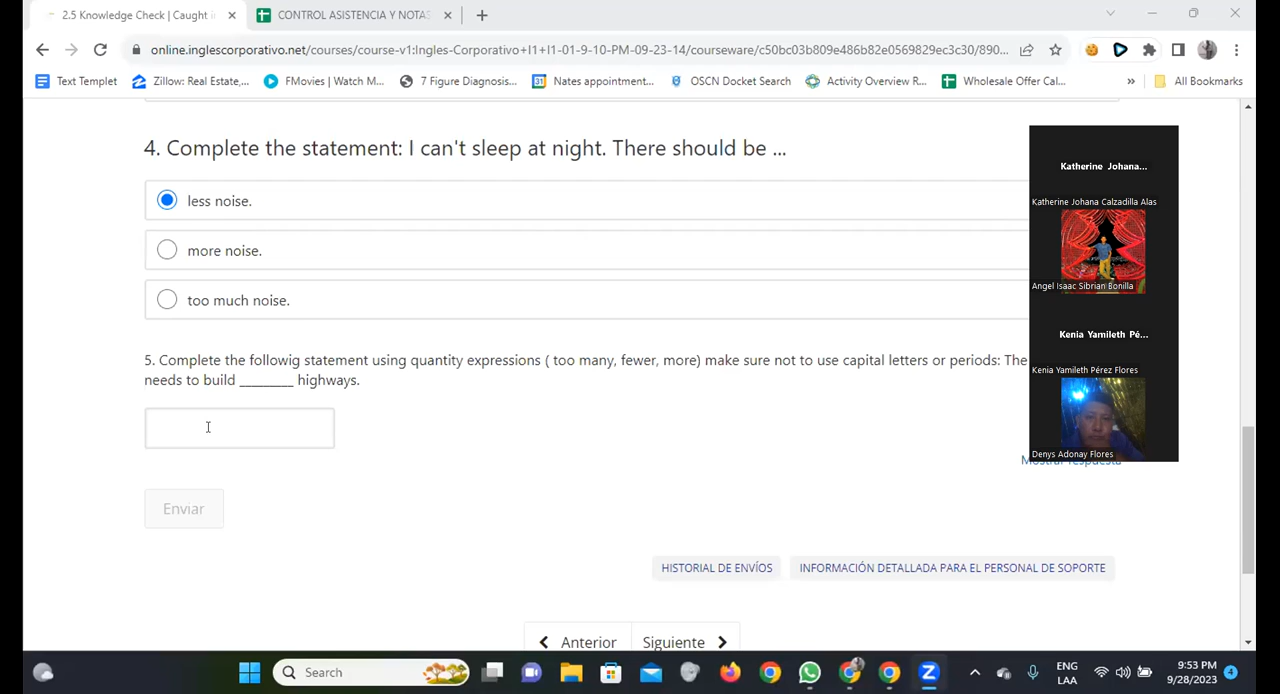 2.5 Knowledge Check | Caught i
CONTROL ASISTENCIA Y NOTAS
online.inglescorporativo.net/courses/course-v1:Ingles-Corporativo+I1+I1-01-9-10-PM-09-23-14/courseware/c50bc03b809e486b82e0569829ec3c30/890...
Text Templet
Zillow: Real Estate,...
FMovies | Watch M...
7 Figure Diagnosis...
Nates appointment...
OSCN Docket Search
Activity Overview R...
Wholesale Offer Cal...
»
All Bookmarks
4. Complete the statement: I can't sleep at night. There should be ...
less noise.
more noise.
too much noise.
5. Complete the followig statement using quantity expressions ( too many, fewer, more) make sure not to use capital letters or periods: The
needs to build ________ highways.
Enviar
HISTORIAL DE ENVÍOS
INFORMACIÓN DETALLADA PARA EL PERSONAL DE SOPORTE
Anterior
Siguiente
Katherine Johana...
Katherine Johana Calzadilla Alas
Angel Isaac Sibrian Bonilla
Kenia Yamileth Pé...
Kenia Yamileth Pérez Flores
Denys Adonay Flores
Mostrar respuesta
Search
ENG
LAA
9:53 PM
9/28/2023
4